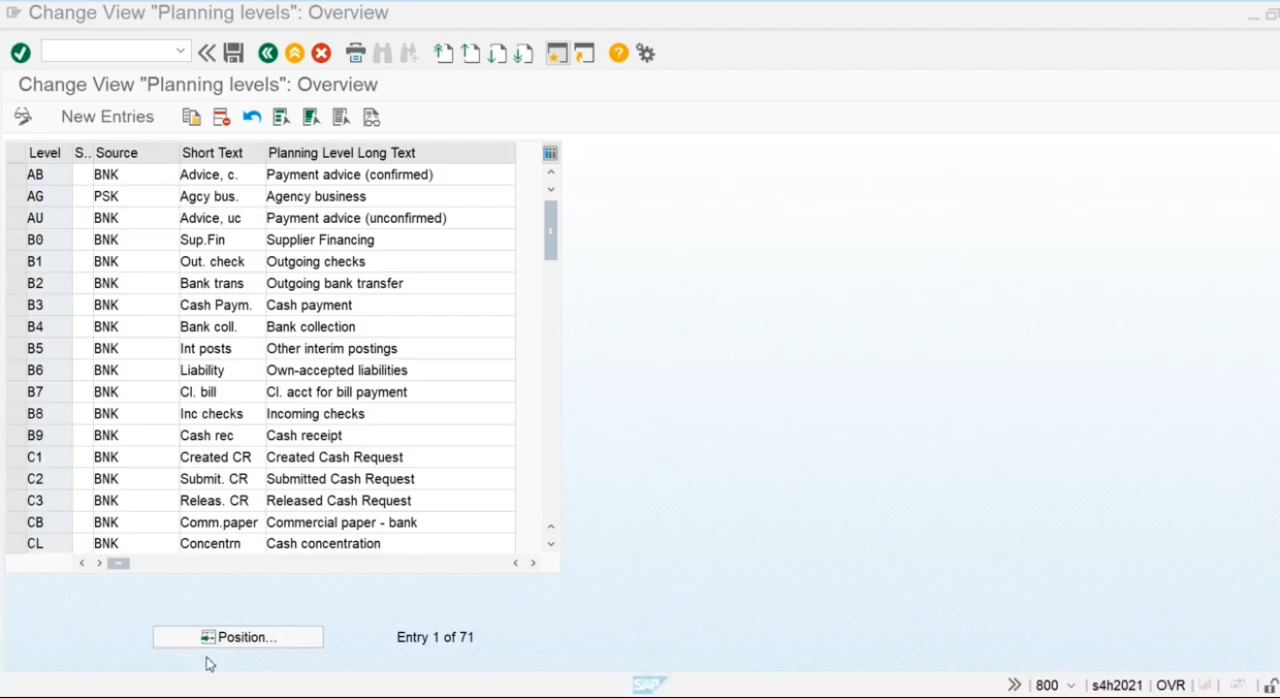 Change View "Planning levels": Overview
Change View "Planning levels": Overview
New Entries
Level S.. Source Short Text Planning Level Long Text
AB BNK Advice, c. Payment advice (confirmed)
AG PSK Agcy bus. Agency business
AU BNK Advice, uc Payment advice (unconfirmed)
B0 BNK Sup.Fin Supplier Financing
B1 BNK Out. check Outgoing checks
B2 BNK Bank trans Outgoing bank transfer
B3 BNK Cash Paym. Cash payment
B4 BNK Bank coll. Bank collection
B5 BNK Int posts Other interim postings
B6 BNK Liability Own-accepted liabilities
B7 BNK Cl. bill Cl. acct for bill payment
B8 BNK Inc checks Incoming checks
B9 BNK Cash rec Cash receipt
C1 BNK Created CR Created Cash Request
C2 BNK Submit. CR Submitted Cash Request
C3 BNK Releas. CR Released Cash Request
CB BNK Comm.paper Commercial paper - bank
CL BNK Concentrn Cash concentration
Position... Entry 1 of 71
SAP 800 s4h2021 OVR